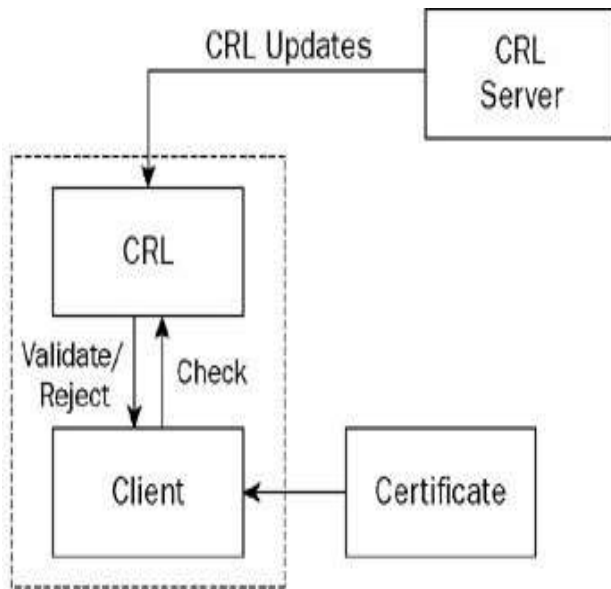 CRL Updates
CRL
Server
CRL
Validate/
Reject
Check
Client
Certificate